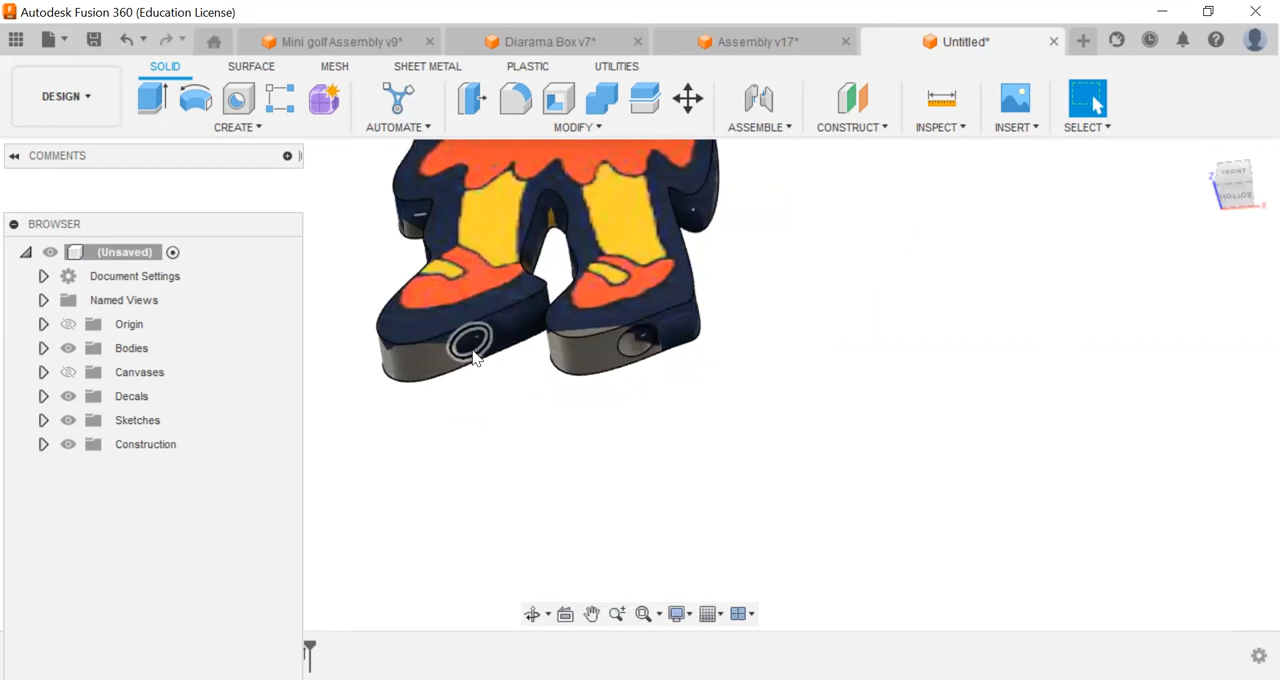 Autodesk Fusion 360 (Education License)
Mini golf Assembly v9*
Diarama Box v7*
Assembly v17*
Untitled*
SOLID SURFACE MESH SHEET METAL PLASTIC UTILITIES
DESIGN
CREATE AUTOMATE MODIFY ASSEMBLE CONSTRUCT INSPECT INSERT SELECT
COMMENTS
BROWSER
(Unsaved)
Document Settings
Named Views
Origin
Bodies
Canvases
Decals
Sketches
Construction
Z
FRONT
BOTTOM
X